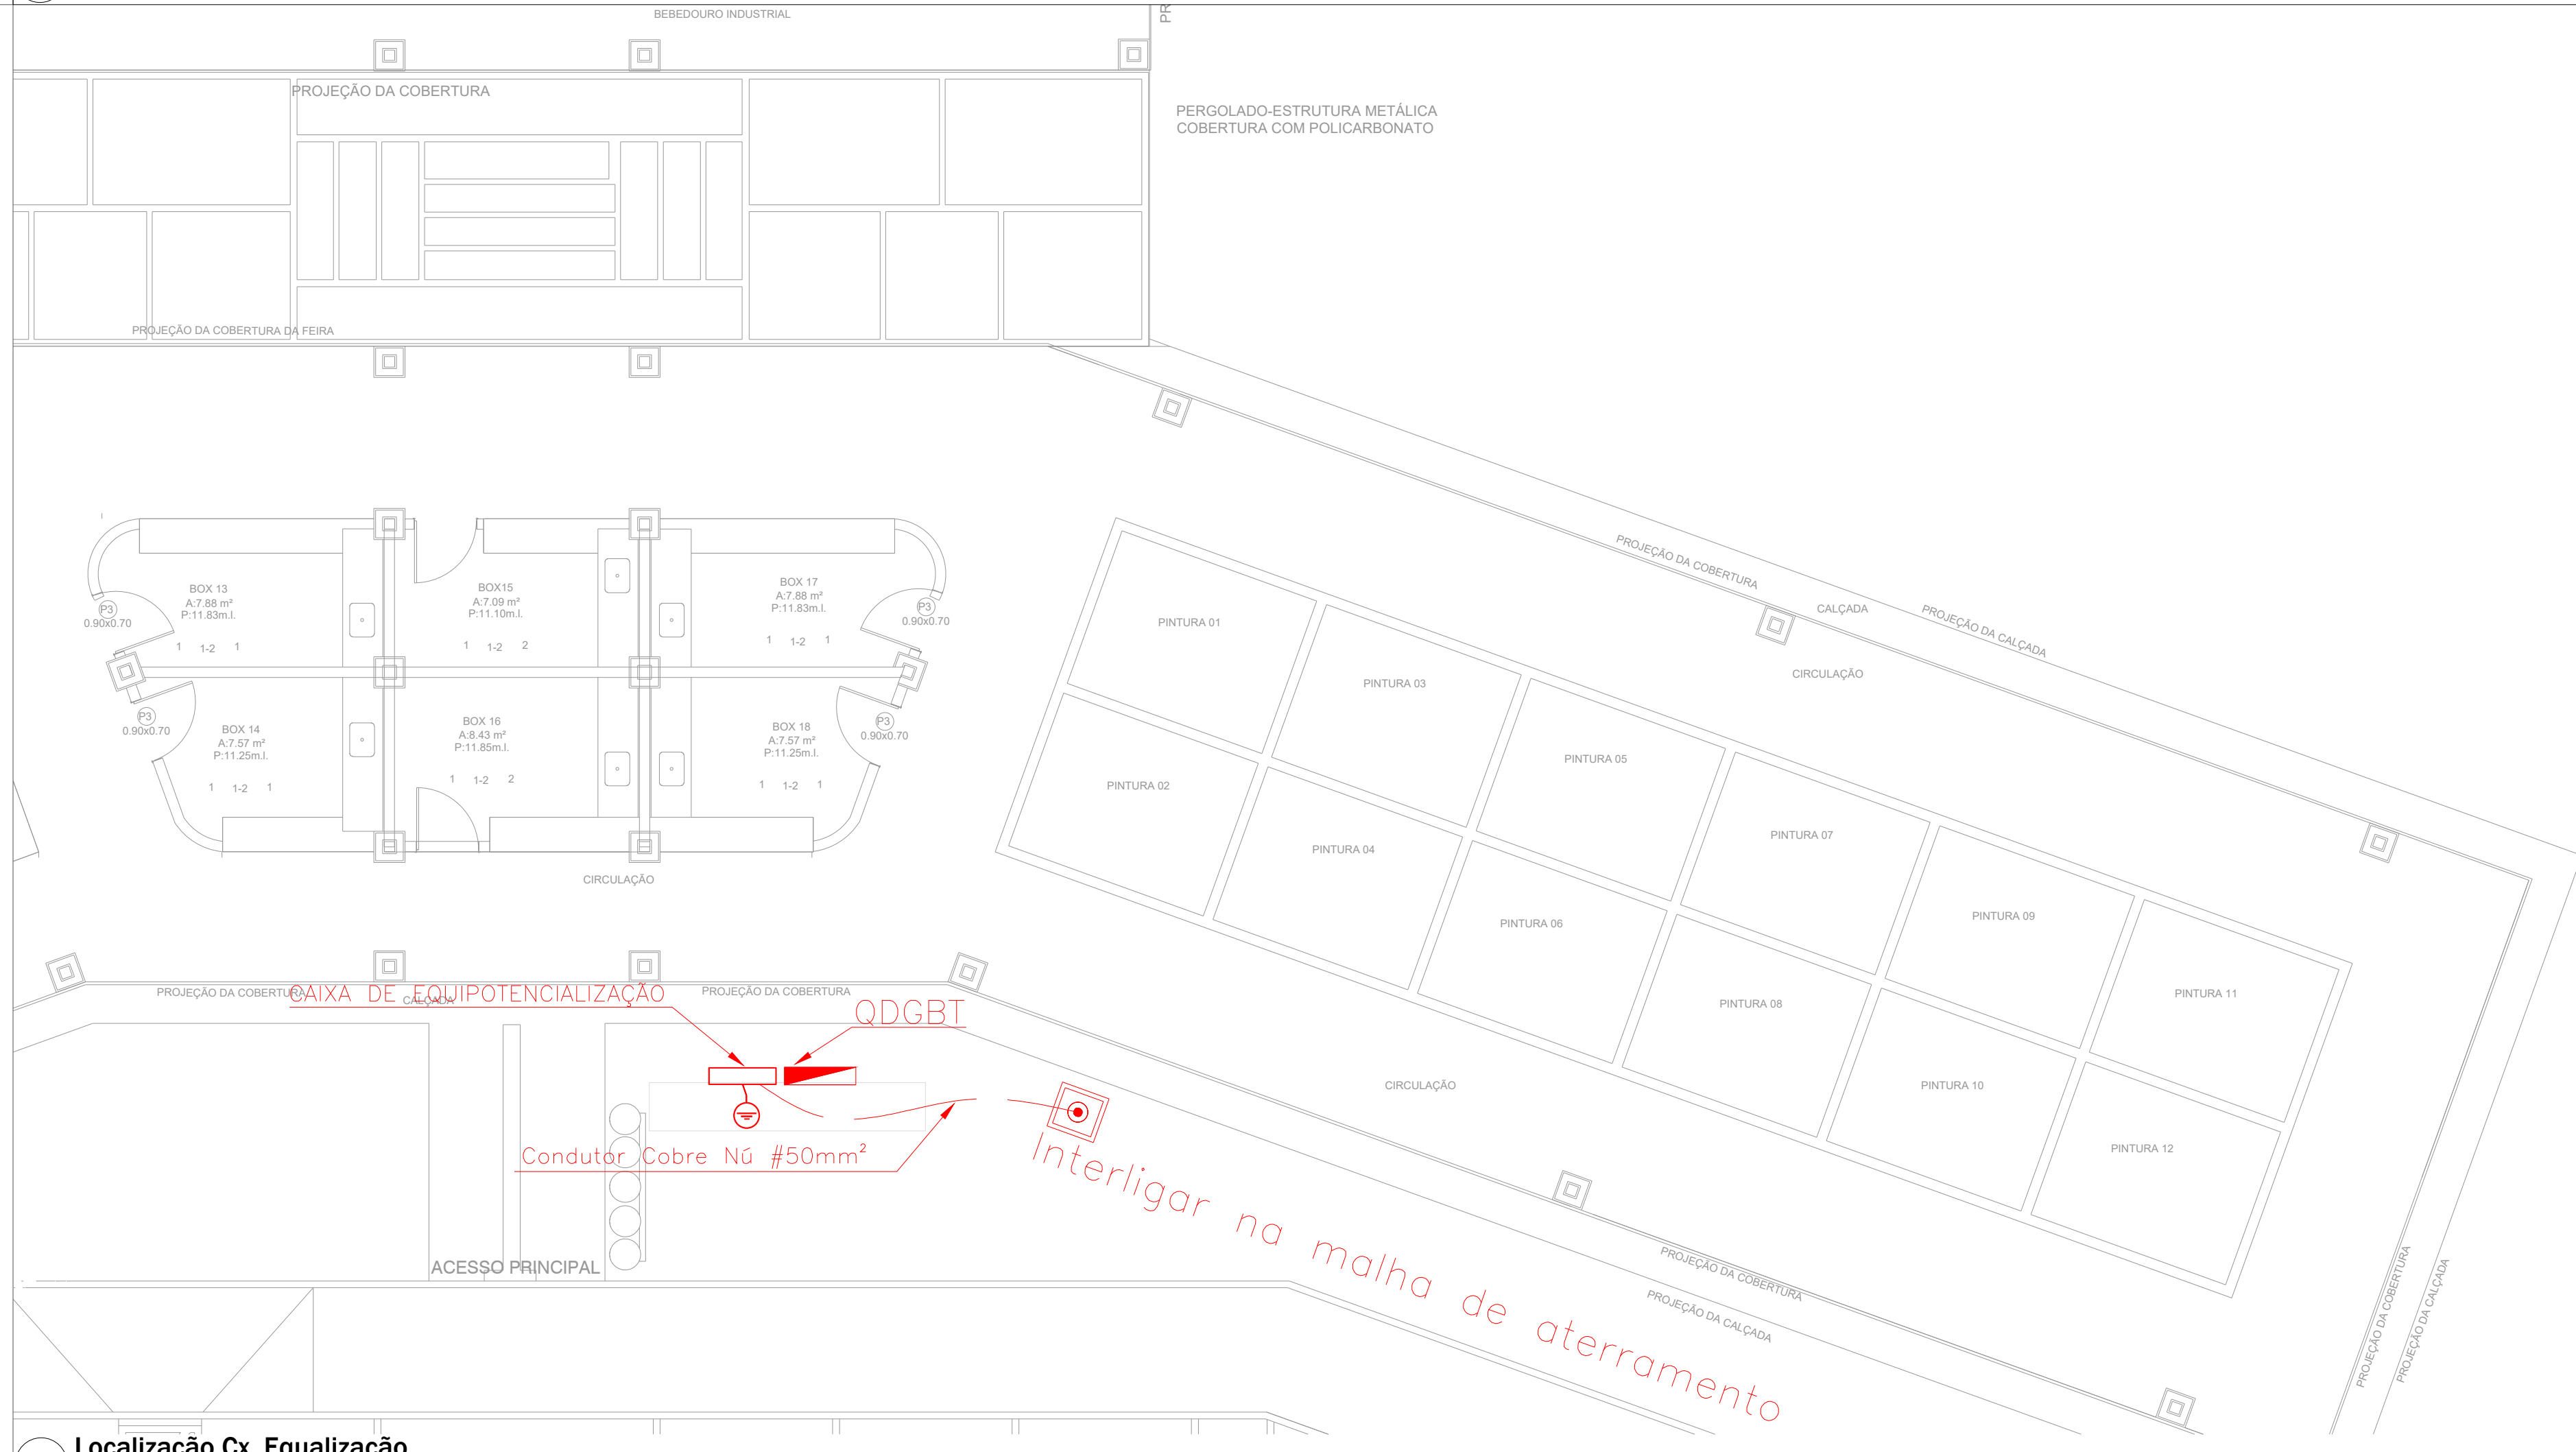 BEBEDOURO INDUSTRIAL
PR
PROJEÇÃO DA COBERTURA
PERGOLADO-ESTRUTURA METÁLICA
COBERTURA COM POLICARBONATO
PROJEÇÃO DA COBERTURA DA FEIRA
BOX 13
A:7.88 m²
P:11.83m.l.
1 1-2 1
P3
0.90x0.70
BOX15
A:7.09 m²
P:11.10m.l.
1 1-2 2
BOX 17
A:7.88 m²
P:11.83m.l.
1 1-2 1
P3
0.90x0.70
P3
0.90x0.70
BOX 14
A:7.57 m²
P:11.25m.l.
1 1-2 1
BOX 16
A:8.43 m²
P:11.85m.l.
1 1-2 2
BOX 18
A:7.57 m²
P:11.25m.l.
1 1-2 1
P3
0.90x0.70
CIRCULAÇÃO
PROJEÇÃO DA COBERTURA
CALÇADA
PROJEÇÃO DA CALÇADA
CIRCULAÇÃO
PINTURA 01
PINTURA 03
PINTURA 05
PINTURA 07
PINTURA 09
PINTURA 11
PINTURA 02
PINTURA 04
PINTURA 06
PINTURA 08
PINTURA 10
PINTURA 12
PROJEÇÃO DA COBERTURA
CALÇADA
CAIXA DE EQUIPOTENCIALIZAÇÃO
PROJEÇÃO DA COBERTURA
QDGBT
CIRCULAÇÃO
Condutor Cobre Nú #50mm²
Interligar na malha de aterramento
ACESSO PRINCIPAL
PROJEÇÃO DA COBERTURA
PROJEÇÃO DA CALÇADA
PROJEÇÃO DA COBERTURA
PROJEÇÃO DA CALÇADA
Localização Cx. Equalização